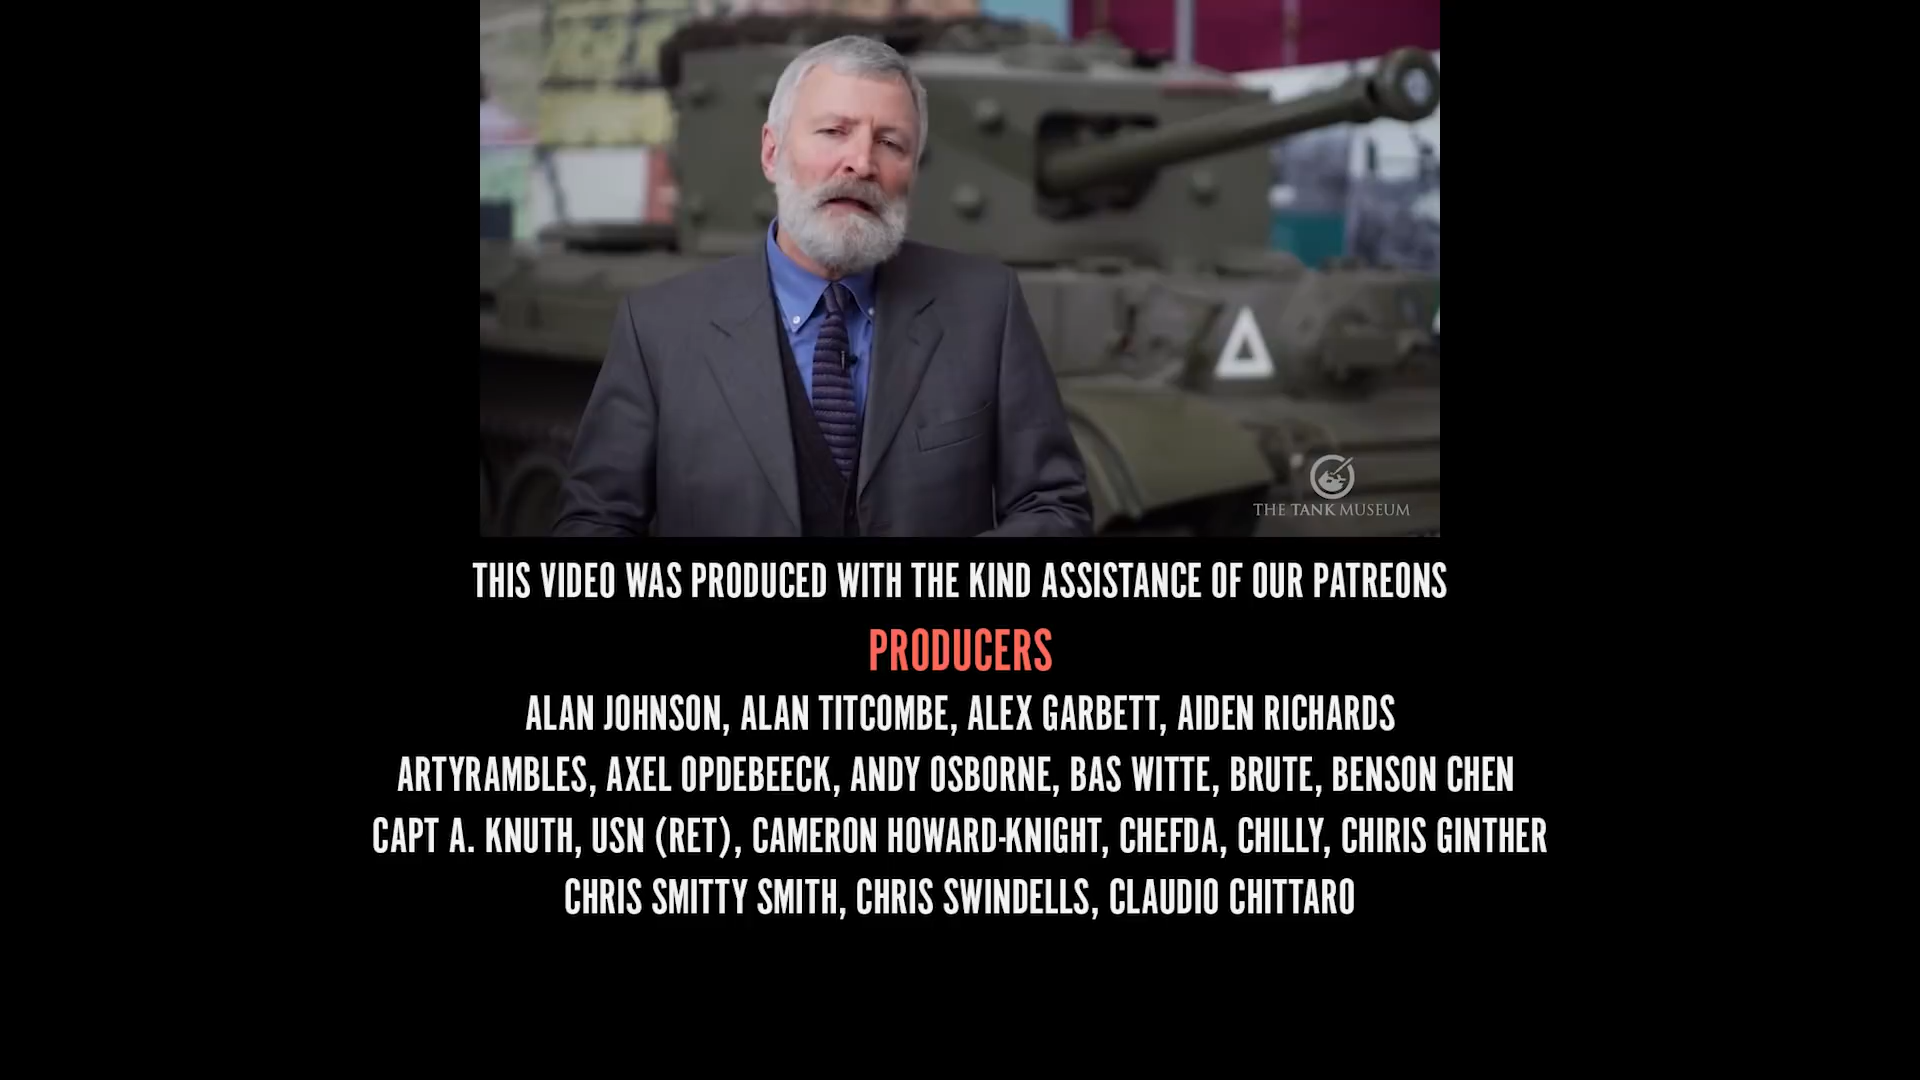 THE TANK MUSEUM
THIS VIDEO WAS PRODUCED WITH THE KIND ASSISTANCE OF OUR PATREONS
PRODUCERS
ALAN JOHNSON, ALAN TITCOMBE, ALEX GARBETT, AIDEN RICHARDS
ARTYRAMBLES, AXEL OPDEBEECK, ANDY OSBORNE, BAS WITTE, BRUTE, BENSON CHEN
CAPT A. KNUTH, USN (RET), CAMERON HOWARD-KNIGHT, CHEFDA, CHILLY, CHIRIS GINTHER
CHRIS SMITTY SMITH, CHRIS SWINDELLS, CLAUDIO CHITTARO